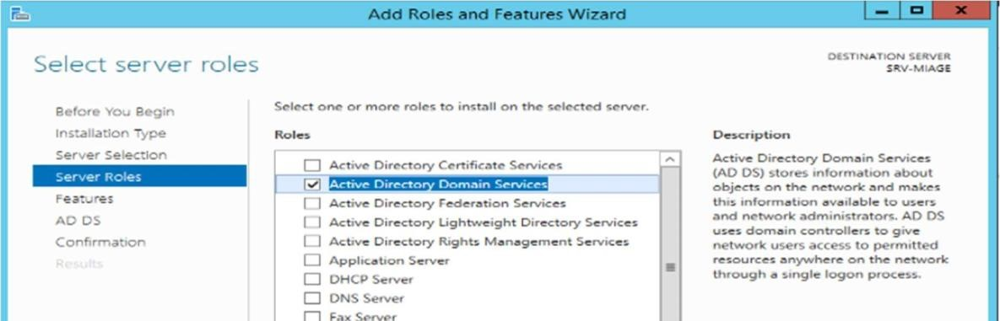 Add Roles and Features Wizard
Select server roles
DESTINATION SERVER
SRV-MIAGE
Before You Begin
Installation Type
Server Selection
Server Roles
Features
AD DS
Confirmation
Results
Select one or more roles to install on the selected server.
Roles
Active Directory Certificate Services
Active Directory Domain Services
Active Directory Federation Services
Active Directory Lightweight Directory Services
Active Directory Rights Management Services
Application Server
DHCP Server
DNS Server
Fax Server
Description
Active Directory Domain Services
(AD DS) stores information about
objects on the network and makes
this information available to users
and network administrators. AD DS
uses domain controllers to give
network users access to permitted
resources anywhere on the network
through a single logon process.